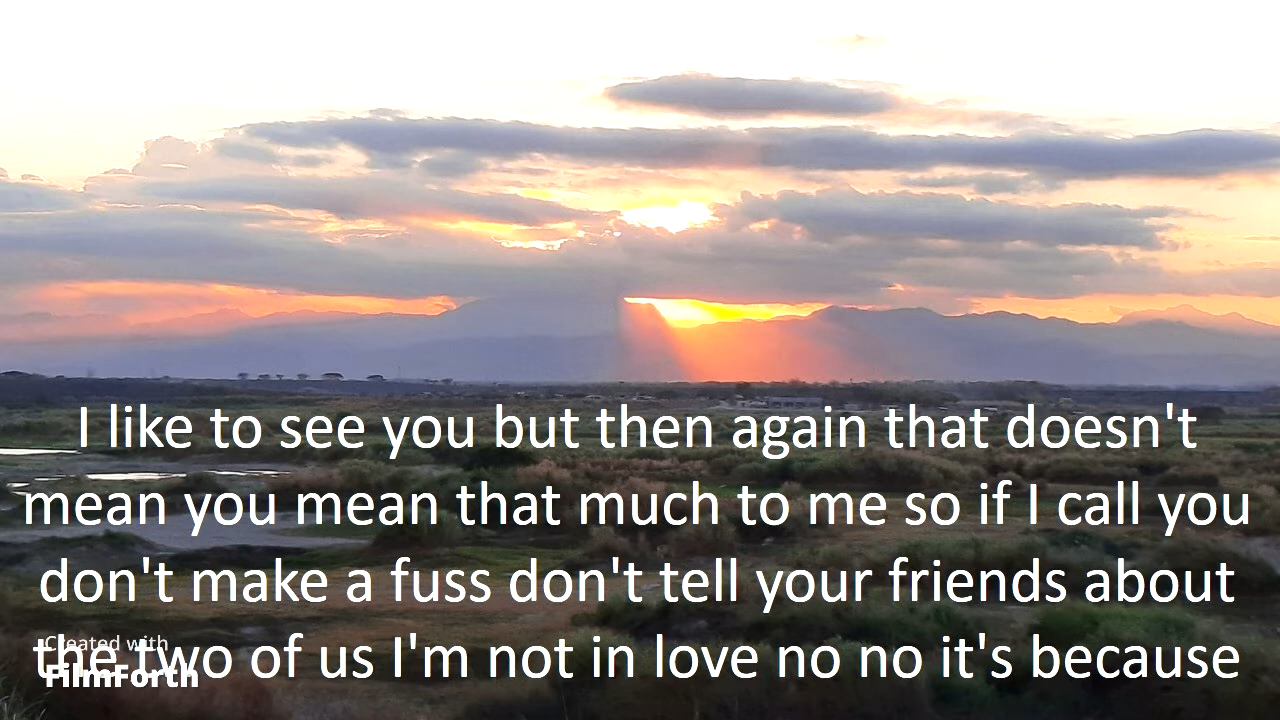 I like to see you but then again that doesn't
mean you mean that much to me so if I call you
don't make a fuss don't tell your friends about
the two of us I'm not in love no no it's because
Created with
FilmForth